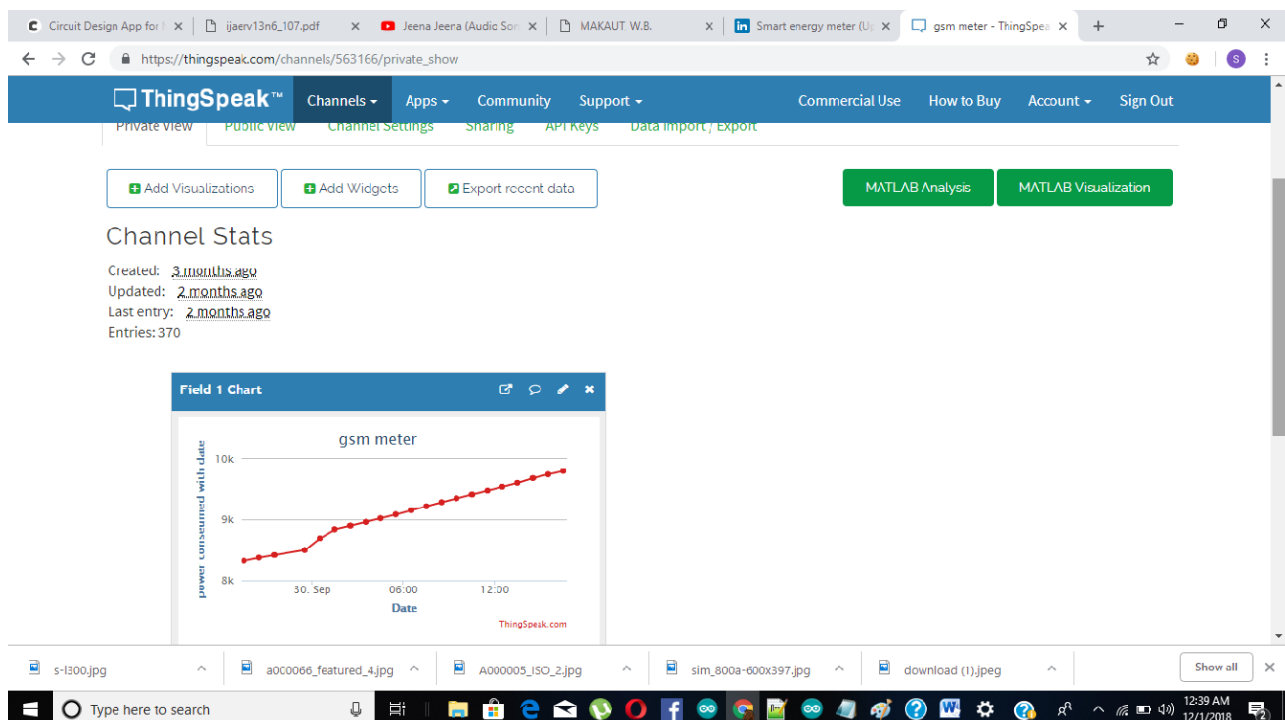 Circuit Design App for
ijaerv13n6_107.pdf
Jeena Jeera (Audio Son
MAKAUT, W.B.
Smart energy meter (Up
gsm meter - ThingSpea
https://thingspeak.com/channels/563166/private_show
ThingSpeak™
Channels
Apps
Community
Support
Commercial Use
How to Buy
Account
Sign Out
Private View
Public View
Channel Settings
Sharing
API Keys
Data Import / Export
Add Visualizations
Add Widgets
Export recent data
MATLAB Analysis
MATLAB Visualization
Channel Stats
Created: 3 months ago
Updated: 2 months ago
Last entry: 2 months ago
Entries: 370
Field 1 Chart
gsm meter
power conseumed with date
10k
9k
8k
30. Sep
06:00
12:00
Date
ThingSpeak.com
s-l300.jpg
a000066_featured_4.jpg
A000005_ISO_2.jpg
sim_800a-600x397.jpg
download (1).jpeg
Show all
Type here to search
12:39 AM
12/1/2018